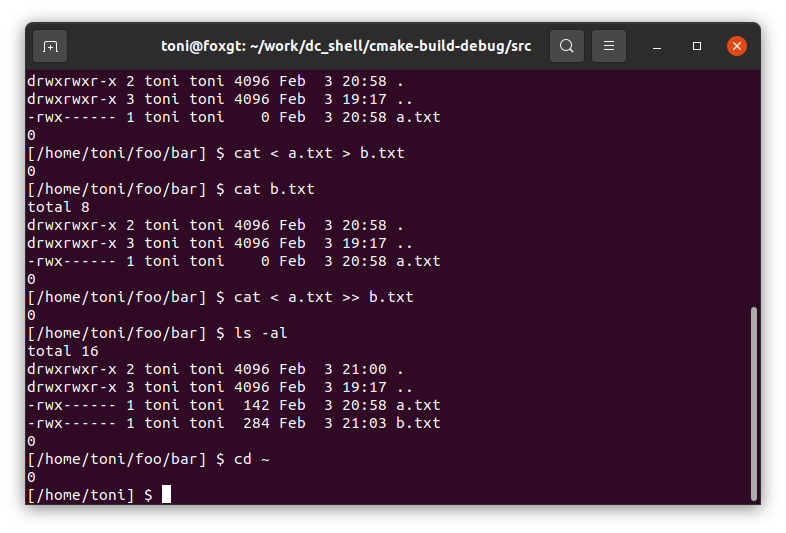 toni@foxgt: ~/work/dc_shell/cmake-build-debug/src
drwxrwxr-x 2 toni toni 4096 Feb  3 20:58 .
drwxrwxr-x 3 toni toni 4096 Feb  3 19:17 ..
-rwx------ 1 toni toni    0 Feb  3 20:58 a.txt
0
[/home/toni/foo/bar] $ cat < a.txt > b.txt
0
[/home/toni/foo/bar] $ cat b.txt
total 8
drwxrwxr-x 2 toni toni 4096 Feb  3 20:58 .
drwxrwxr-x 3 toni toni 4096 Feb  3 19:17 ..
-rwx------ 1 toni toni    0 Feb  3 20:58 a.txt
0
[/home/toni/foo/bar] $ cat < a.txt >> b.txt
0
[/home/toni/foo/bar] $ ls -al
total 16
drwxrwxr-x 2 toni toni 4096 Feb  3 21:00 .
drwxrwxr-x 3 toni toni 4096 Feb  3 19:17 ..
-rwx------ 1 toni toni  142 Feb  3 20:58 a.txt
-rwx------ 1 toni toni  284 Feb  3 21:03 b.txt
0
[/home/toni/foo/bar] $ cd ~
0
[/home/toni] $